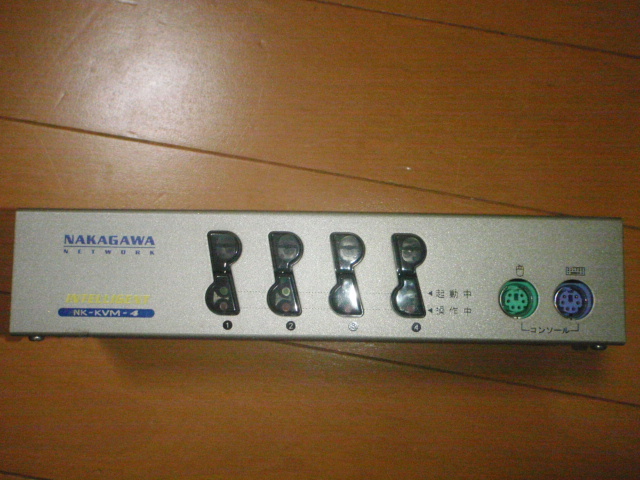 NAKAGAWA
NETWORK
INTELLIGENT
NK-KVM-4
1 2 3 4
◀起動中
◀操作中
コンソール